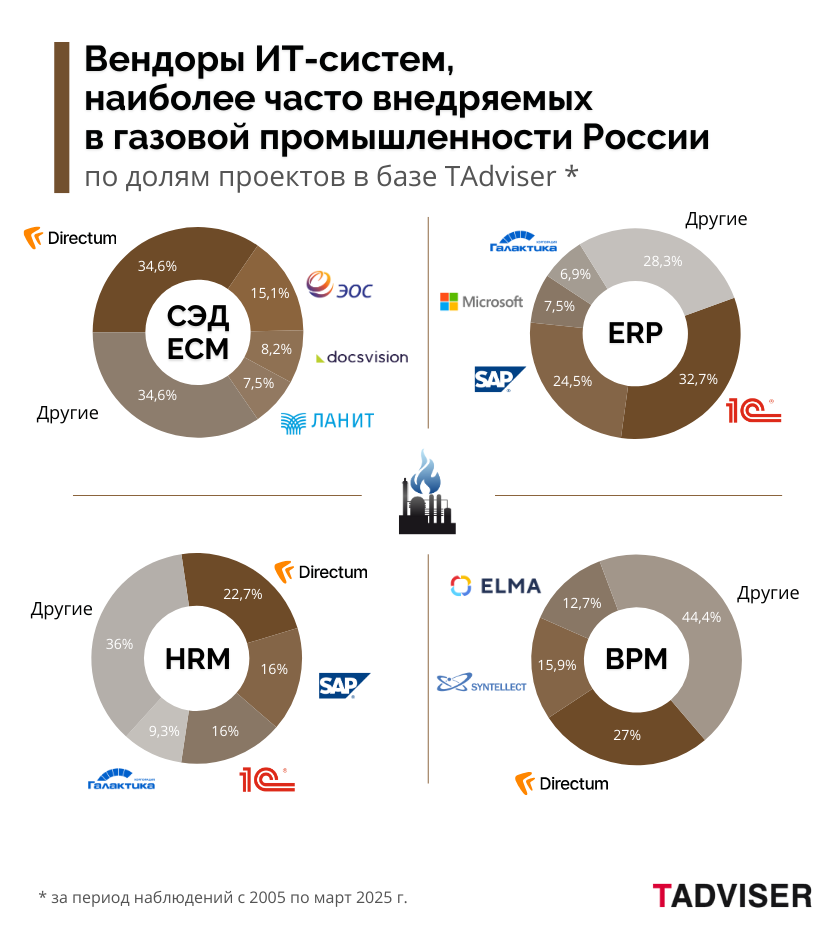 Вендоры ИТ-систем,
наиболее часто внедряемых
в газовой промышленности России
по долям проектов в базе TAdviser *
Directum
34,6%
15,1%
ЭОС
СЭД
ECM
8,2%
docsvision
7,5%
ЛАНИТ
34,6%
Другие
Другие
28,3%
Галактика
6,9%
Microsoft
7,5%
ERP
SAP
24,5%
32,7%
1С
Directum
22,7%
Другие
36%
HRM
16%
SAP
9,3%
16%
Галактика
1С
ELMA
12,7%
44,4%
Другие
15,9%
BPM
SYNTELLECT
27%
Directum
* за период наблюдений с 2005 по март 2025 г.
TADVISER